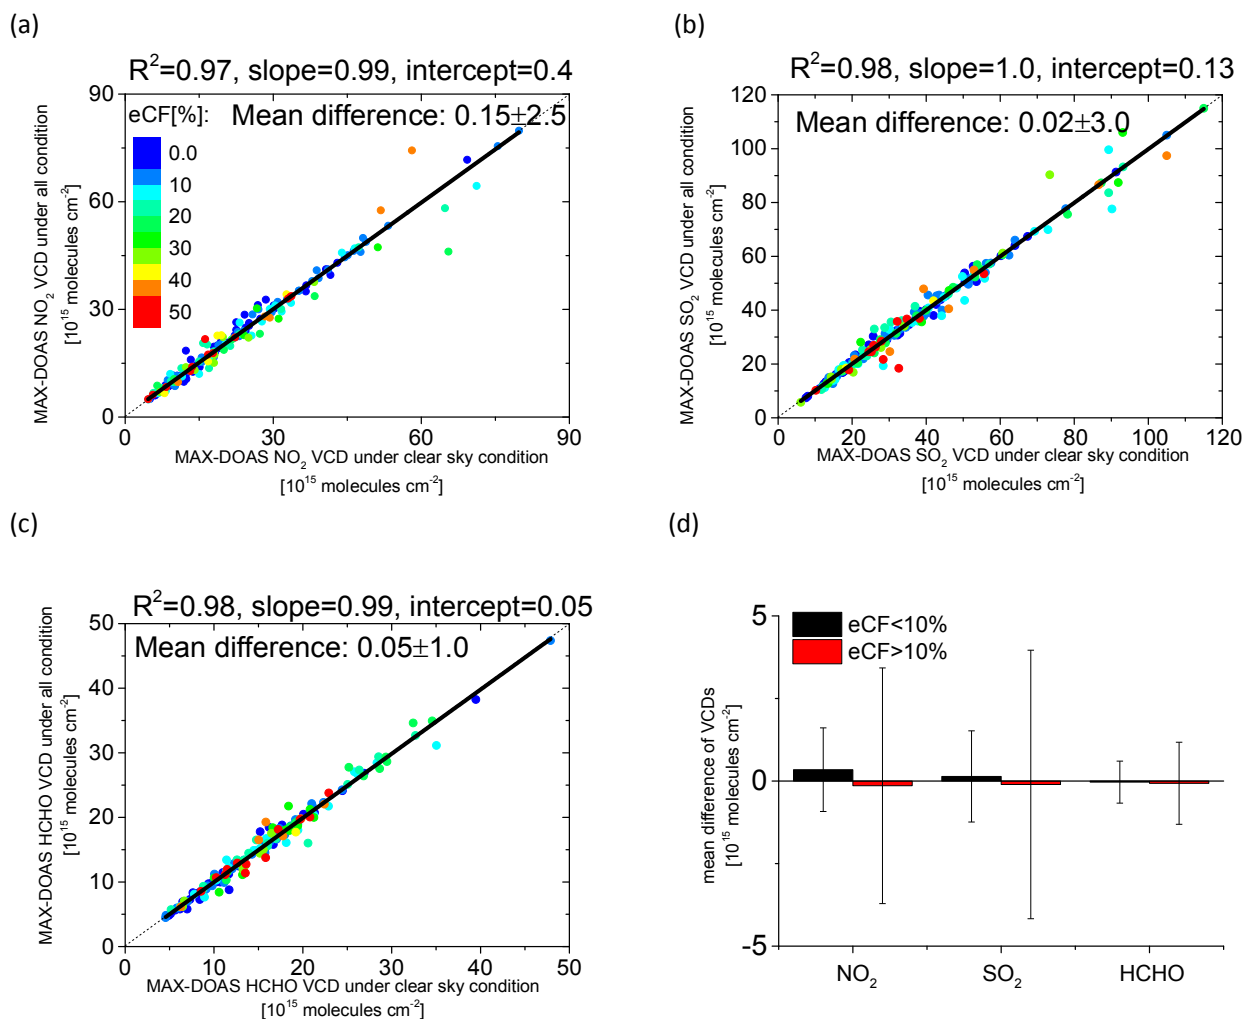 (a)
R²=0.97, slope=0.99, intercept=0.4
Mean difference: 0.15±2.5
eCF[%]:
0.0
10
20
30
40
50
90
60
30
0
0 30 60 90
MAX-DOAS NO₂ VCD under all condition
[10¹⁵ molecules cm⁻²]
MAX-DOAS NO₂ VCD under clear sky condition
[10¹⁵ molecules cm⁻²]
(b)
R²=0.98, slope=1.0, intercept=0.13
Mean difference: 0.02±3.0
120
100
80
60
40
20
0
0 20 40 60 80 100 120
MAX-DOAS SO₂ VCD under all condition
[10¹⁵ molecules cm⁻²]
MAX-DOAS SO₂ VCD under clear sky condition
[10¹⁵ molecules cm⁻²]
(c)
R²=0.98, slope=0.99, intercept=0.05
Mean difference: 0.05±1.0
50
40
30
20
10
0
0 10 20 30 40 50
MAX-DOAS HCHO VCD under all condition
[10¹⁵ molecules cm⁻²]
MAX-DOAS HCHO VCD under clear sky condition
[10¹⁵ molecules cm⁻²]
(d)
eCF<10%
eCF>10%
5
0
-5
mean difference of VCDs
[10¹⁵ molecules cm⁻²]
NO₂ SO₂ HCHO